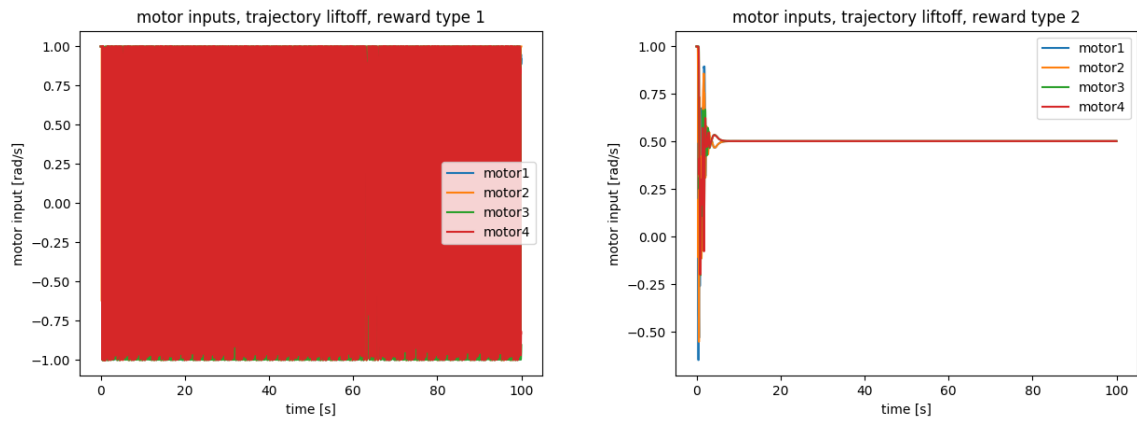 motor inputs, trajectory liftoff, reward type 1
1.00
0.75
0.50
0.25
0.00
−0.25
−0.50
−0.75
−1.00
motor input [rad/s]
motor1
motor2
motor3
motor4
0 20 40 60 80 100
time [s]
motor inputs, trajectory liftoff, reward type 2
1.00
0.75
0.50
0.25
0.00
−0.25
−0.50
motor input [rad/s]
motor1
motor2
motor3
motor4
0 20 40 60 80 100
time [s]